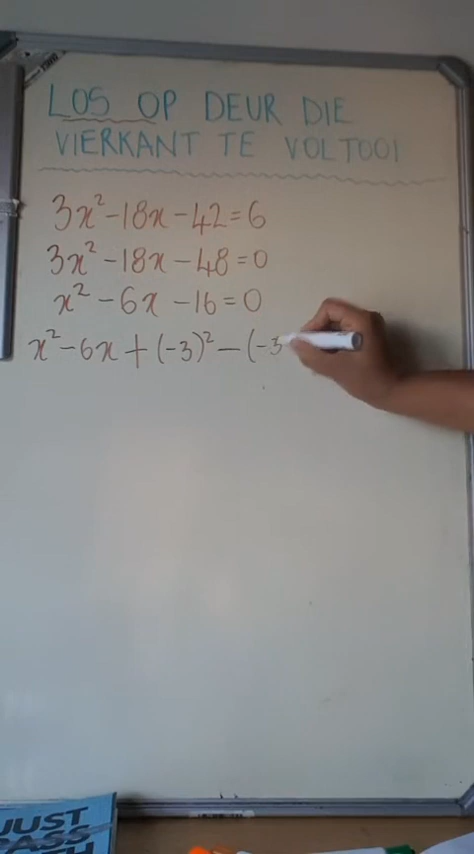 LOS OP DEUR DIE
VIERKANT TE VOLTOOI
3x² - 18x - 42 = 6
3x² - 18x - 48 = 0
x² - 6x - 16 = 0
x² - 6x + (-3)² - (-3
JUST
PASS